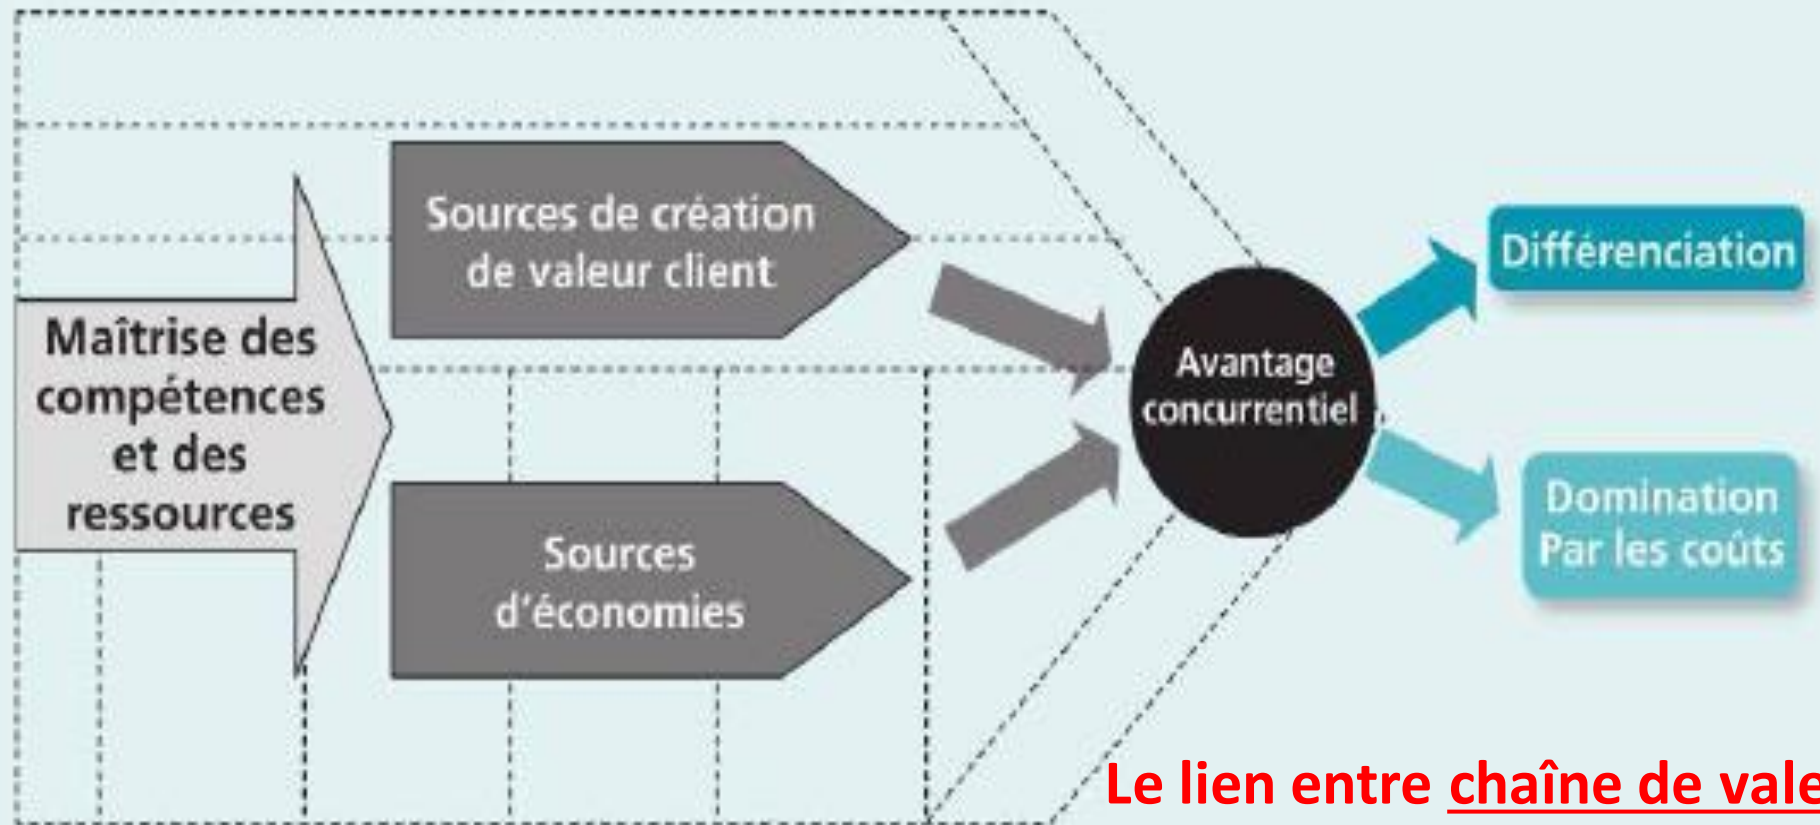 Maîtrise des
compétences
et des
ressources
Sources de création
de valeur client
Sources
d'économies
Avantage
concurrentiel
Différenciation
Domination
Par les coûts
Le lien entre chaîne de